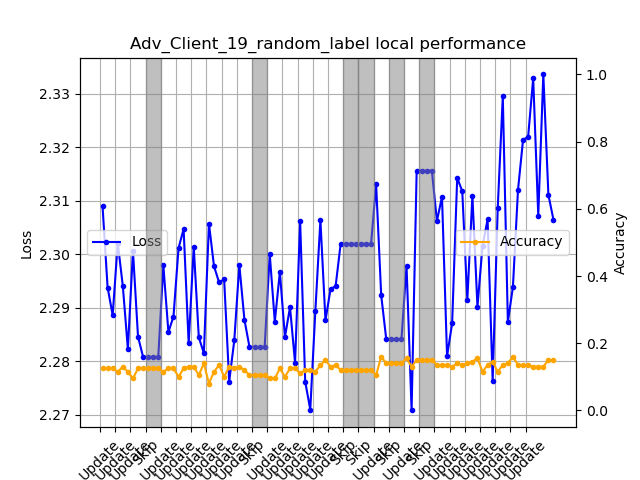 Adv_Client_19_random_label local performance
2.33
2.32
2.31
2.30
2.29
2.28
2.27
Loss
1.0
0.8
0.6
0.4
0.2
0.0
Accuracy
Loss
Accuracy
Update
Update
Update
Skip
Update
Update
Update
Update
Update
Update
Skip
Update
Update
Update
Update
Update
Skip
Skip
Update
Skip
Update
Skip
Update
Update
Update
Update
Update
Update
Update